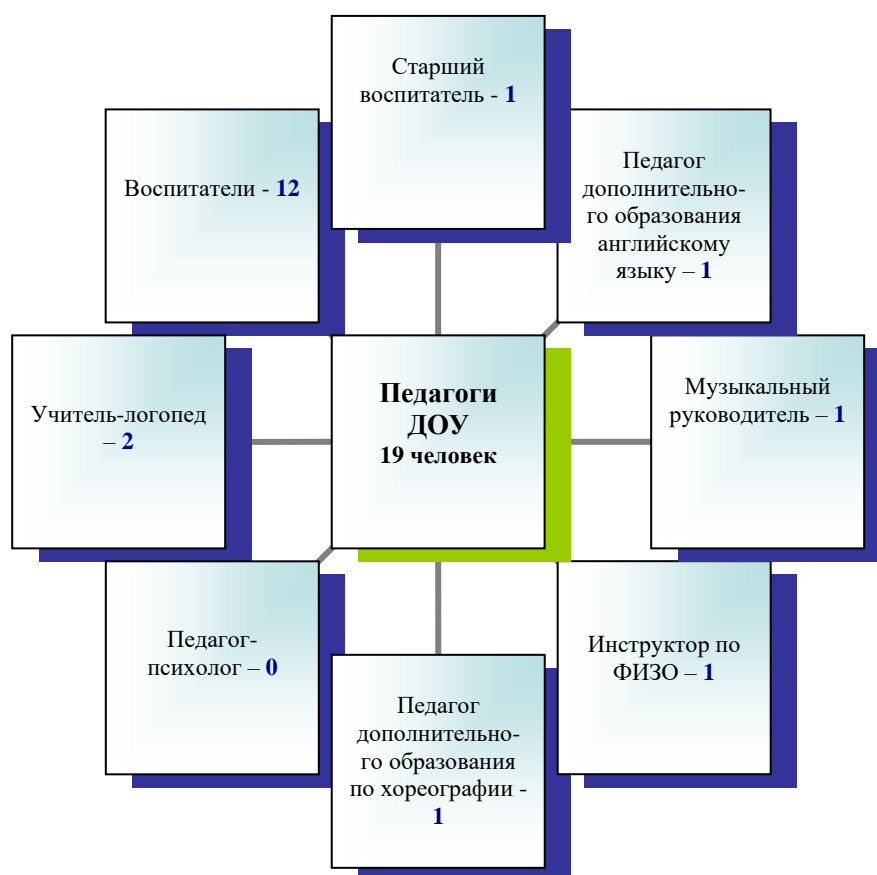 Старший
воспитатель - 1
Воспитатели - 12
Педагог
дополнительно-
го образования
английскому
языку – 1
Учитель-логопед
– 2
Педагоги
ДОУ
19 человек
Музыкальный
руководитель – 1
Педагог-
психолог – 0
Педагог
дополнительно-
го образования
по хореографии -
1
Инструктор по
ФИЗО – 1